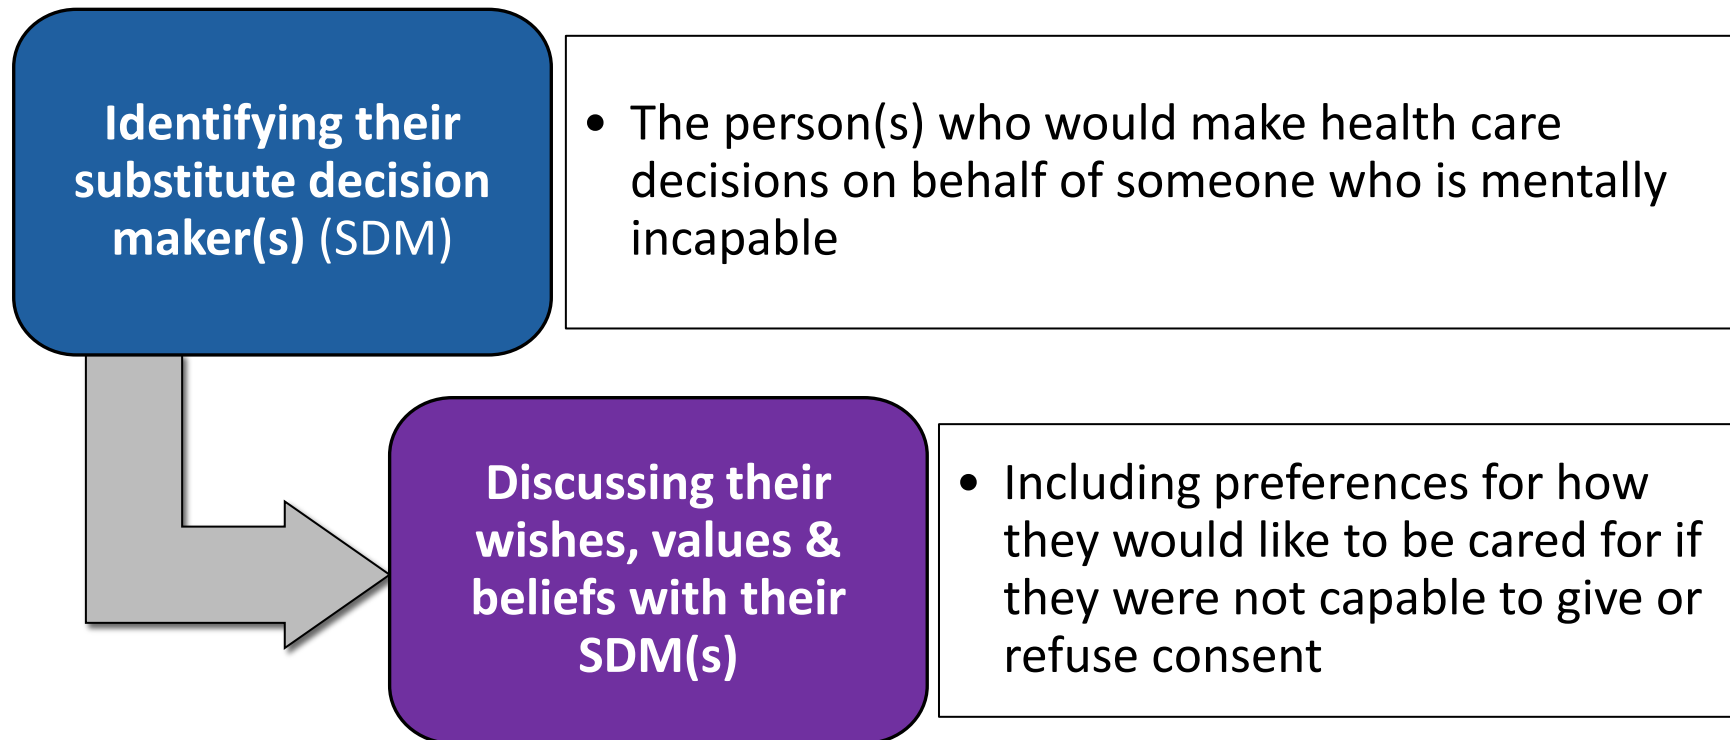 Identifying their
substitute decision
maker(s) (SDM)
• The person(s) who would make health care
decisions on behalf of someone who is mentally
incapable
Discussing their
wishes, values &
beliefs with their
SDM(s)
• Including preferences for how
they would like to be cared for if
they were not capable to give or
refuse consent